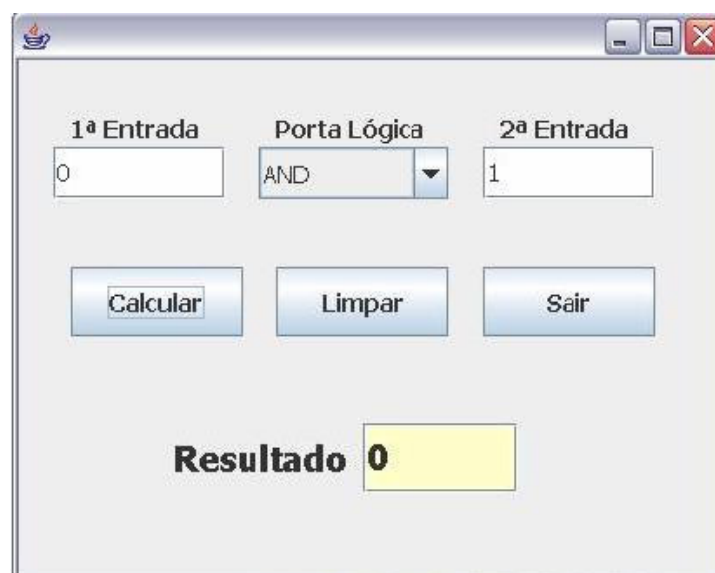 1ª Entrada Porta Lógica 2ª Entrada
0 AND 1
Calcular Limpar Sair
Resultado 0